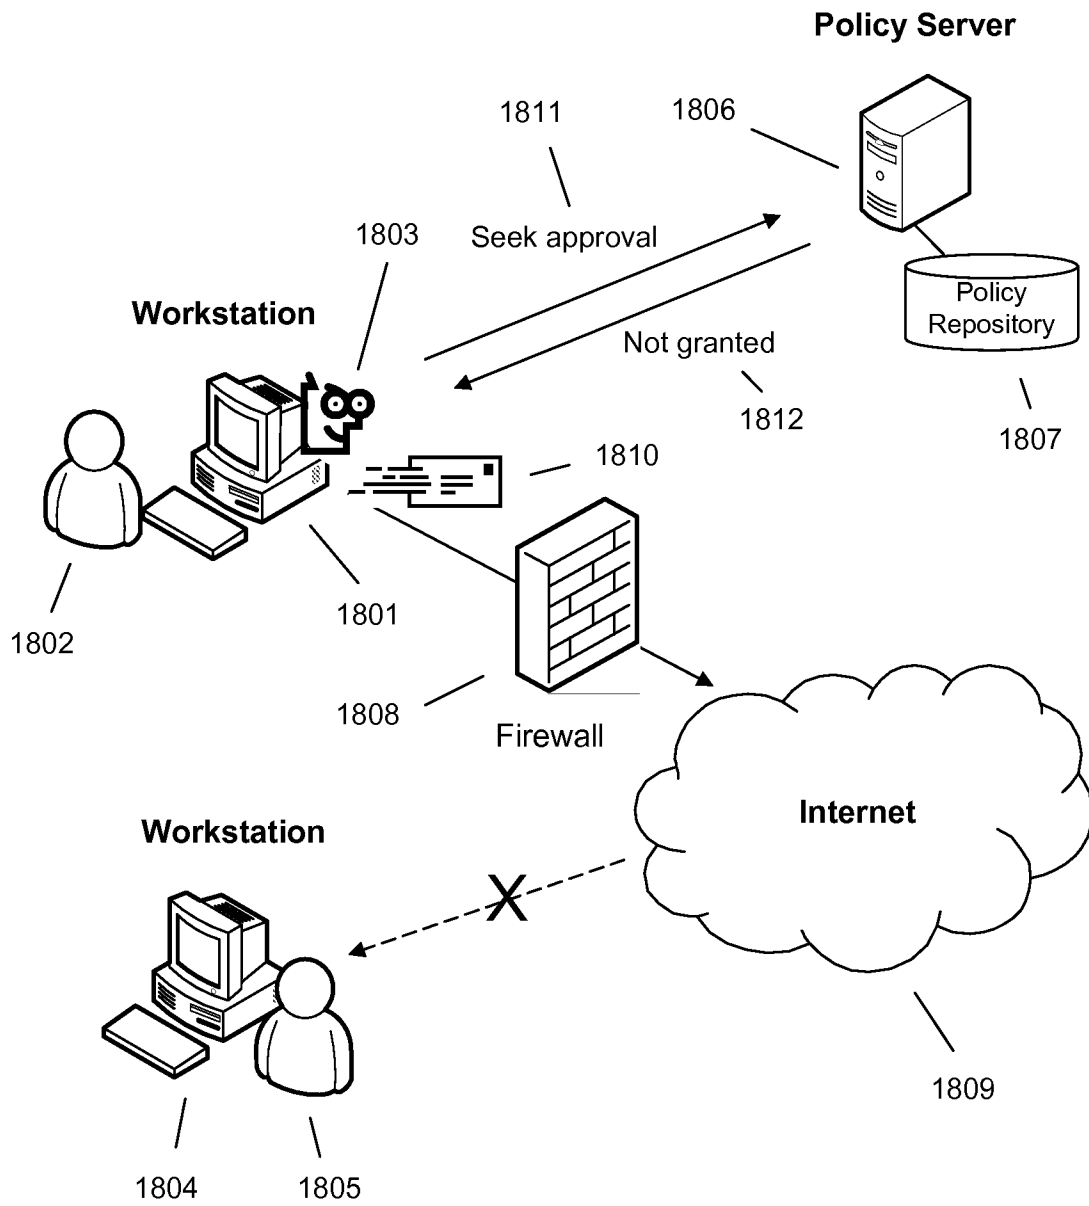 Policy Server
1811
1806
1803
Seek approval
Workstation
Policy
Repository
Not granted
1812
1807
1810
1801
1802
1808
Firewall
Internet
Workstation
1809
1804
1805